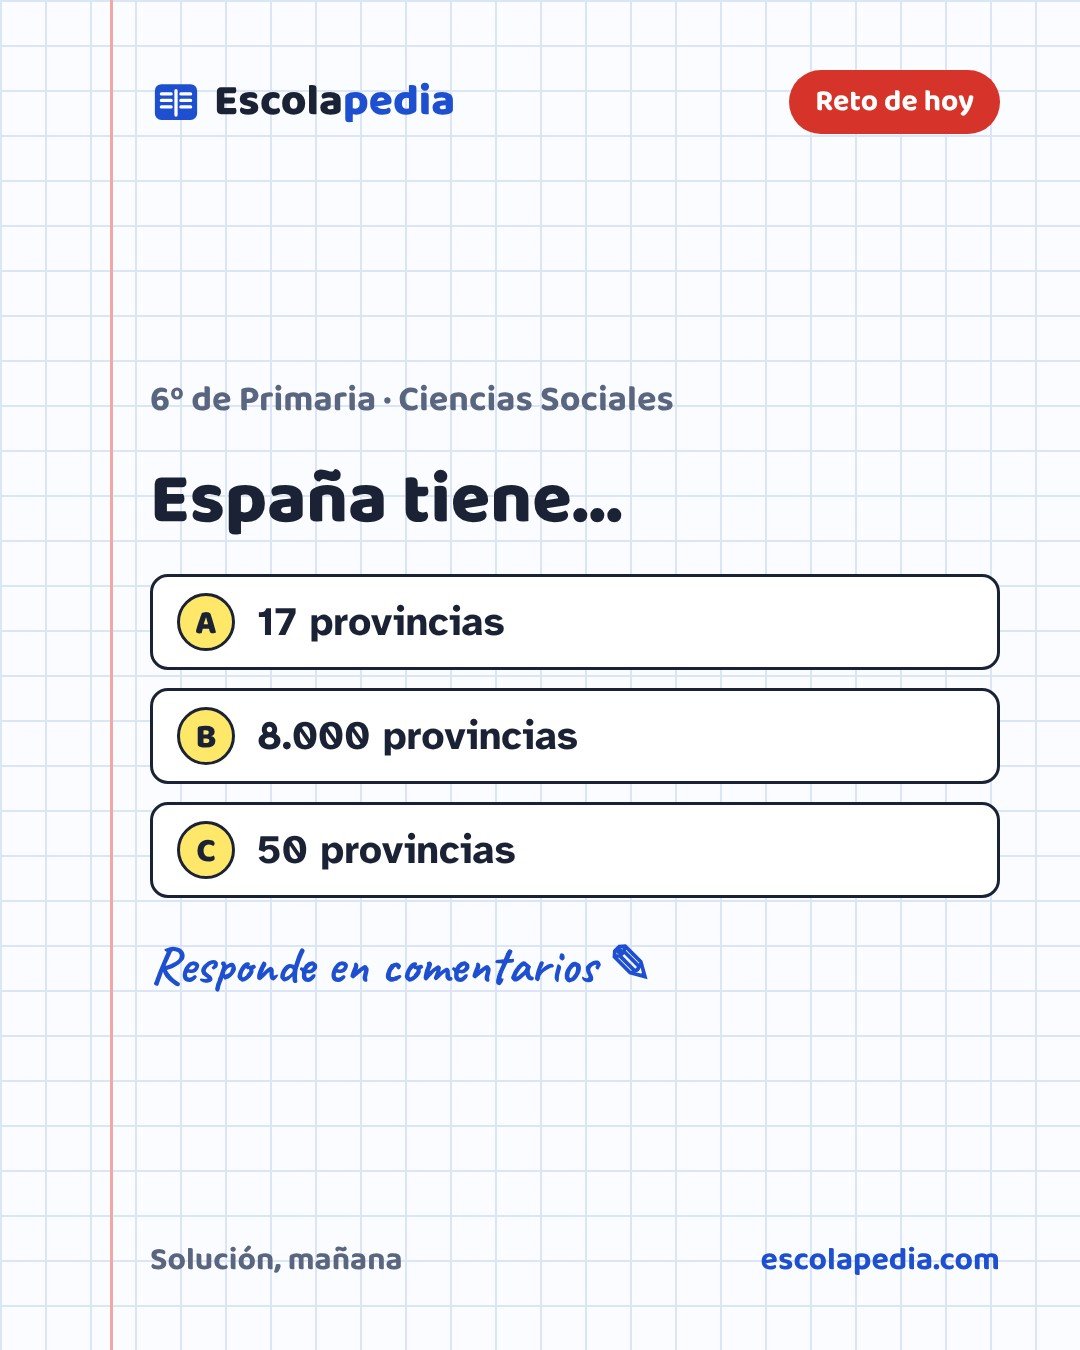 Escolapedia
Reto de hoy
6º de Primaria · Ciencias Sociales
España tiene...
A 17 provincias
B 8.000 provincias
C 50 provincias
Responde en comentarios ✎
Solución, mañana
escolapedia.com